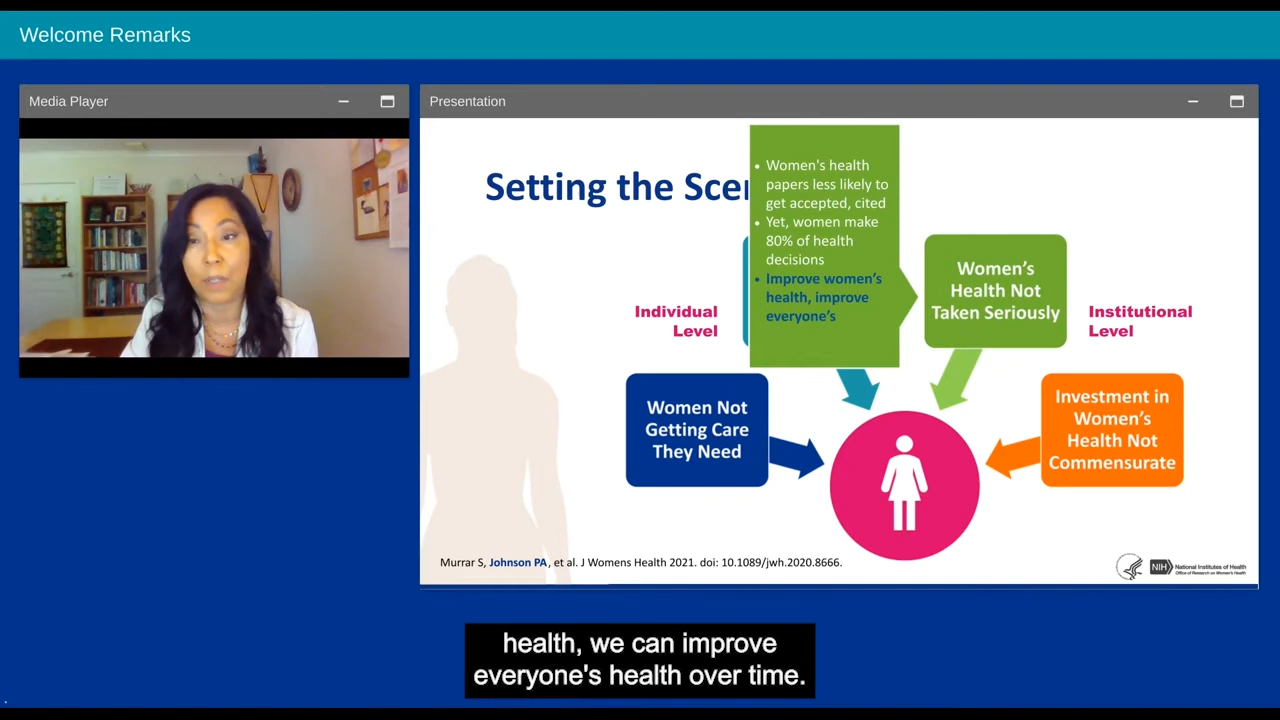 Welcome Remarks
Media Player
Presentation
Setting the Sce
• Women's health
papers less likely to
get accepted, cited
• Yet, women make
80% of health
decisions
• Improve women's
health, improve
everyone's
Individual
Level
Women's
Health Not
Taken Seriously
Institutional
Level
Women Not
Getting Care
They Need
Investment in
Women's
Health Not
Commensurate
Murrar S, Johnson PA, et al. J Womens Health 2021. doi: 10.1089/jwh.2020.8666.
NIH
National Institutes of Health
Office of Research on Women's Health
health, we can improve
everyone's health over time.